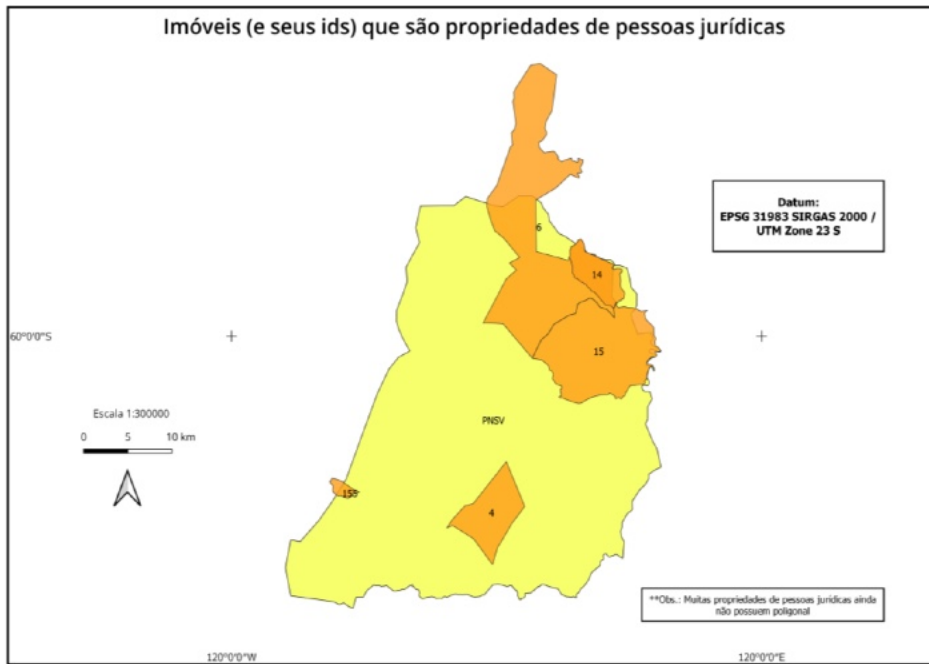 Imóveis (e seus ids) que são propriedades de pessoas jurídicas
Datum:
EPSG 31983 SIRGAS 2000 /
UTM Zone 23 S
6
14
60°0'0"S
15
Escala 1:300000
0 5 10 km
PNSV
155
4
**Obs.: Muitas propriedades de pessoas jurídicas ainda
não possuem poligonal
120°0'0"W
120°0'0"E